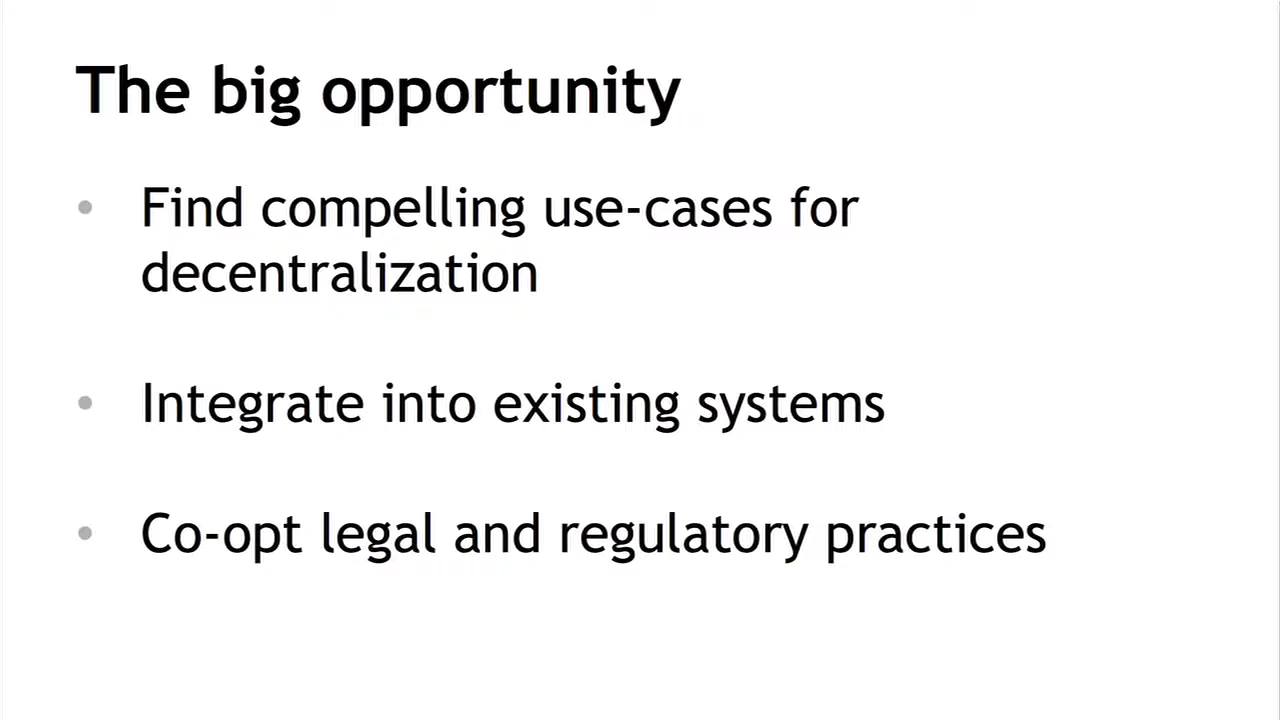 The big opportunity
• Find compelling use-cases for
decentralization
• Integrate into existing systems
• Co-opt legal and regulatory practices